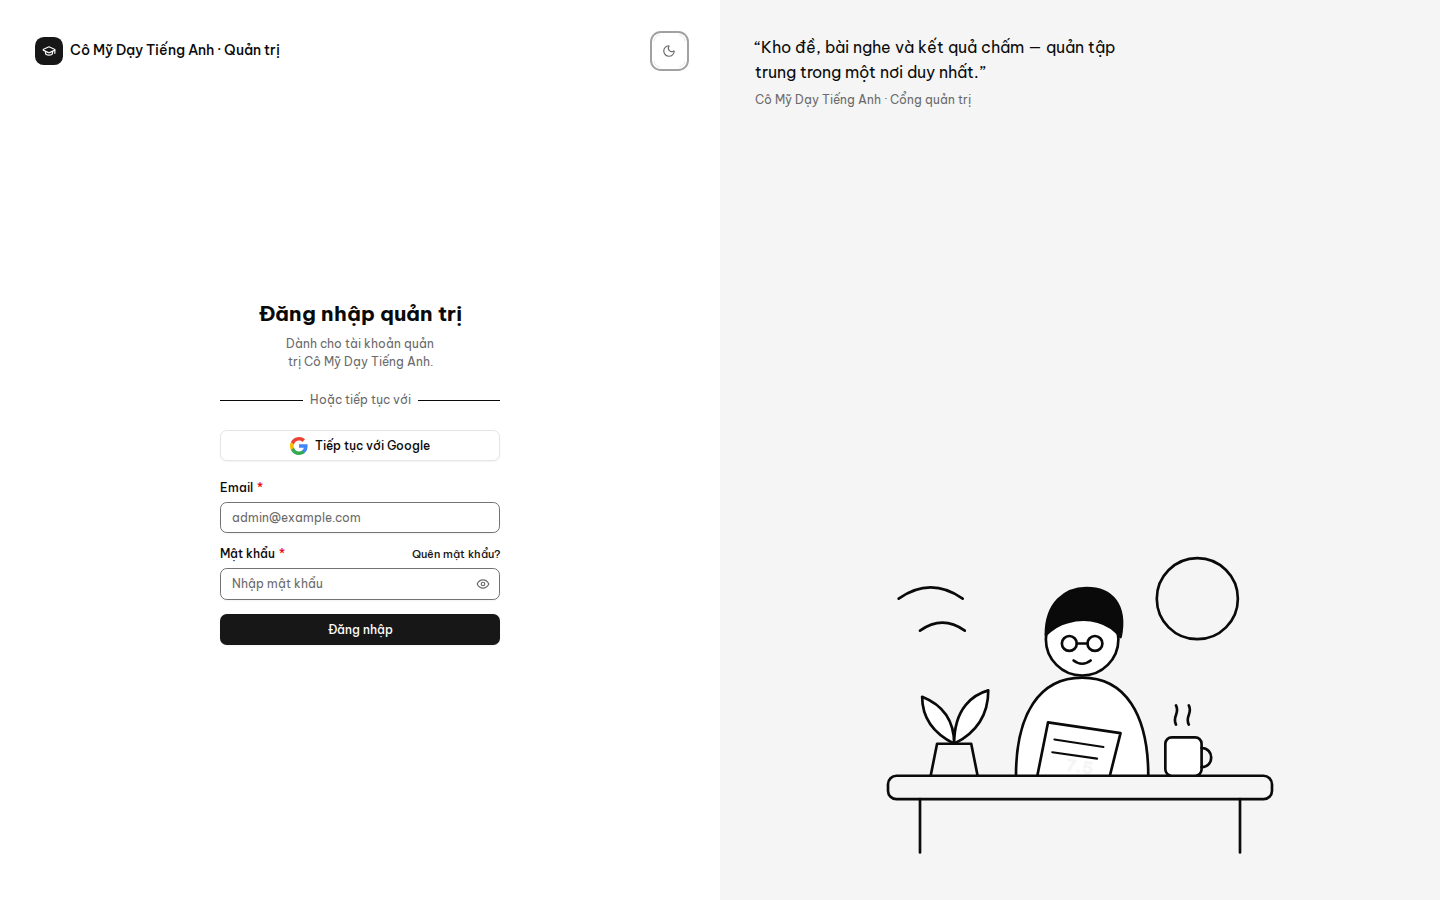 Cô Mỹ Dạy Tiếng Anh · Quản trị
Đăng nhập quản trị
Dành cho tài khoản quản
trị Cô Mỹ Dạy Tiếng Anh.
Hoặc tiếp tục với
Tiếp tục với Google
Email *
admin@example.com
Mật khẩu *
Quên mật khẩu?
Nhập mật khẩu
Đăng nhập
“Kho đề, bài nghe và kết quả chấm — quản tập
trung trong một nơi duy nhất.”
Cô Mỹ Dạy Tiếng Anh · Cổng quản trị